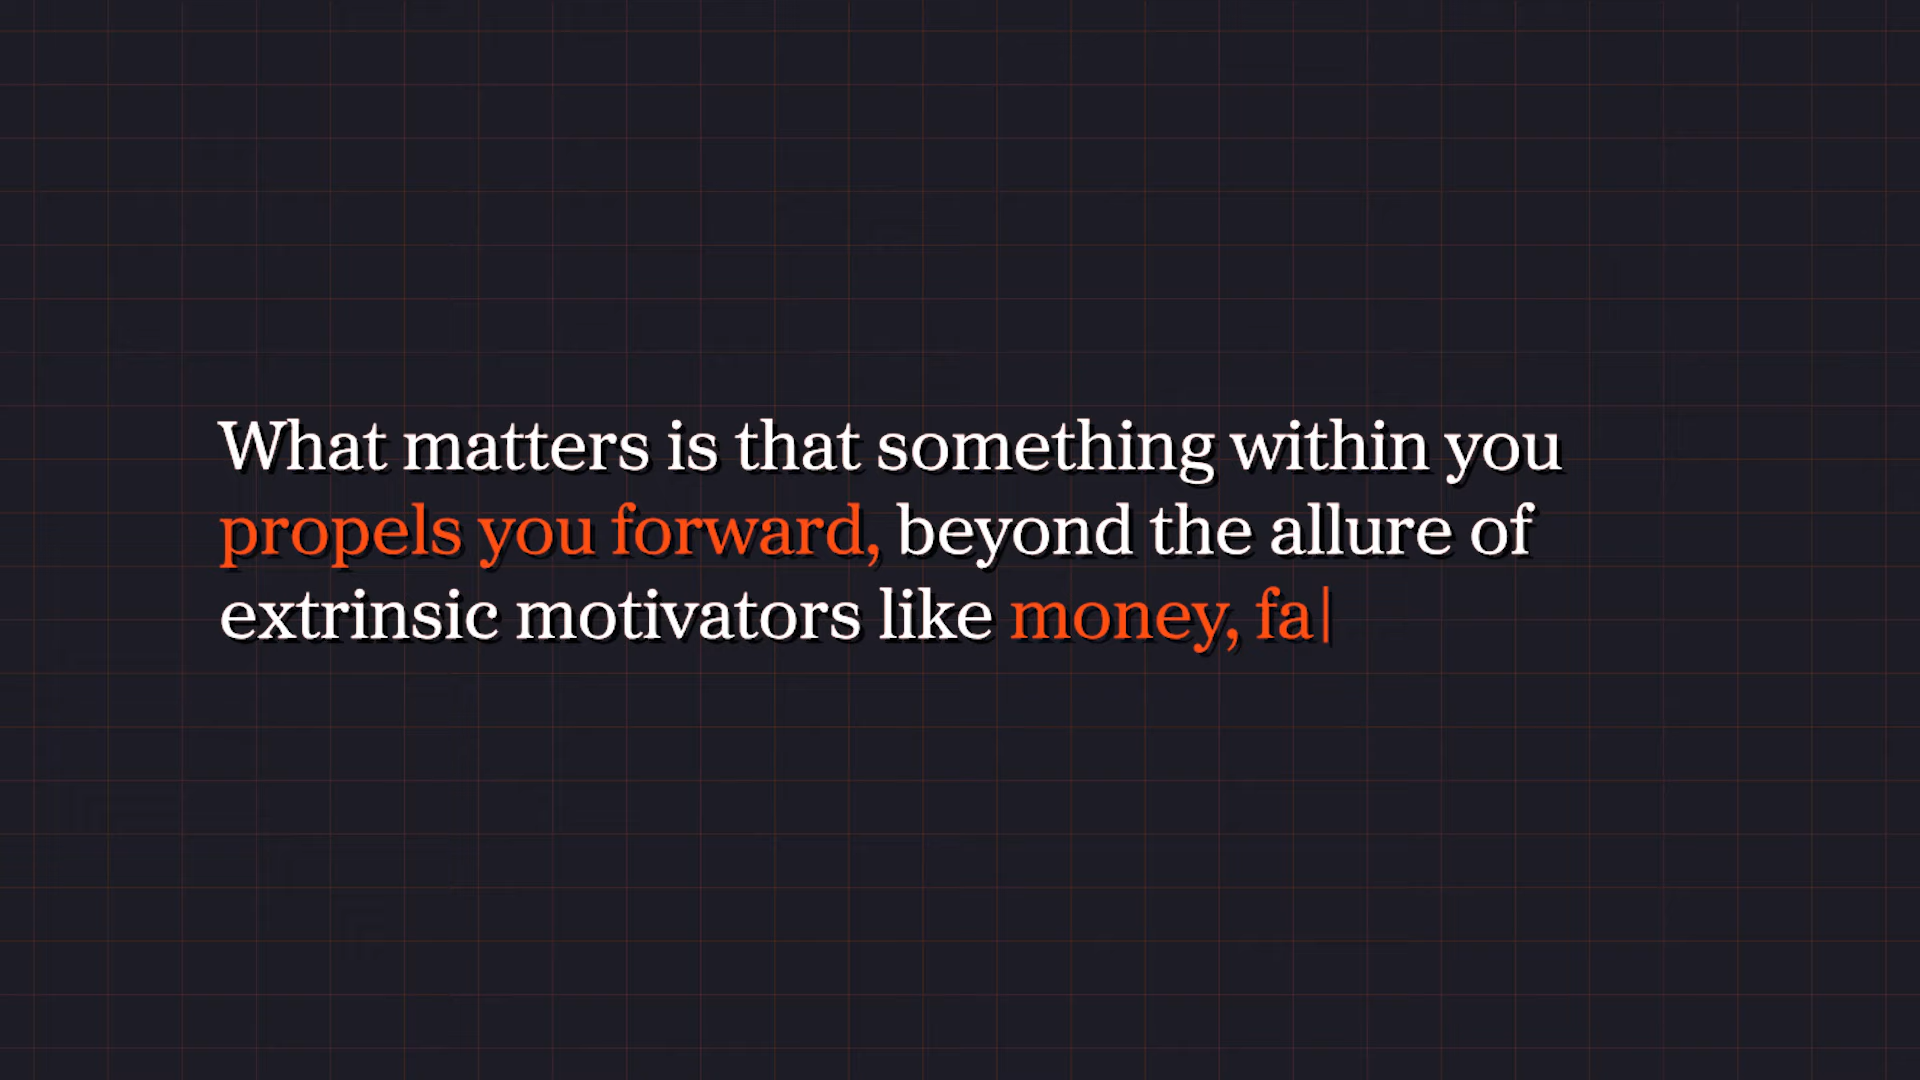 What matters is that something within you
propels you forward, beyond the allure of
extrinsic motivators like money, fa|